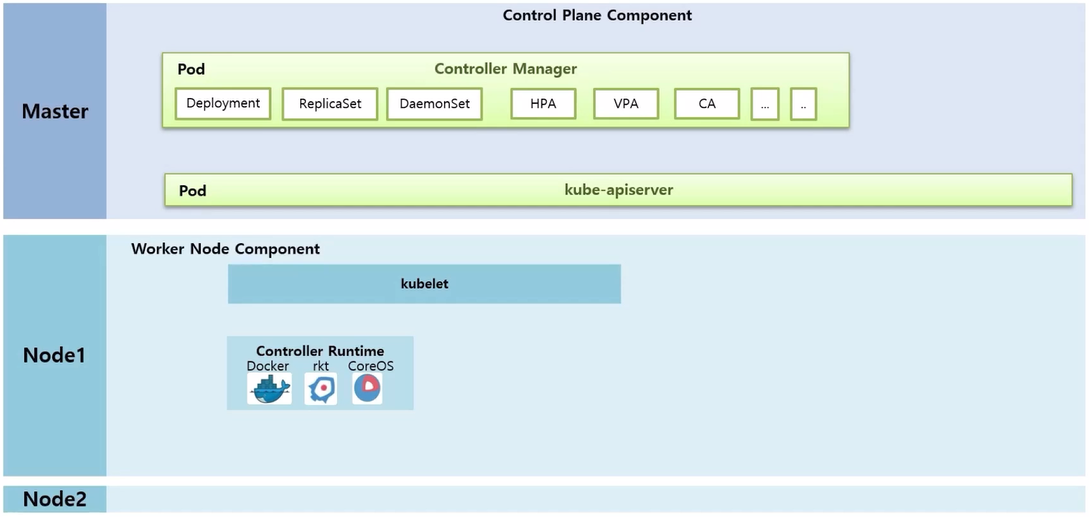 Control Plane Component
Master
Pod
Controller Manager
Deployment
ReplicaSet
DaemonSet
HPA
VPA
CA
...
..
Pod
kube-apiserver
Worker Node Component
Node1
kubelet
Controller Runtime
Docker
rkt
CoreOS
Node2